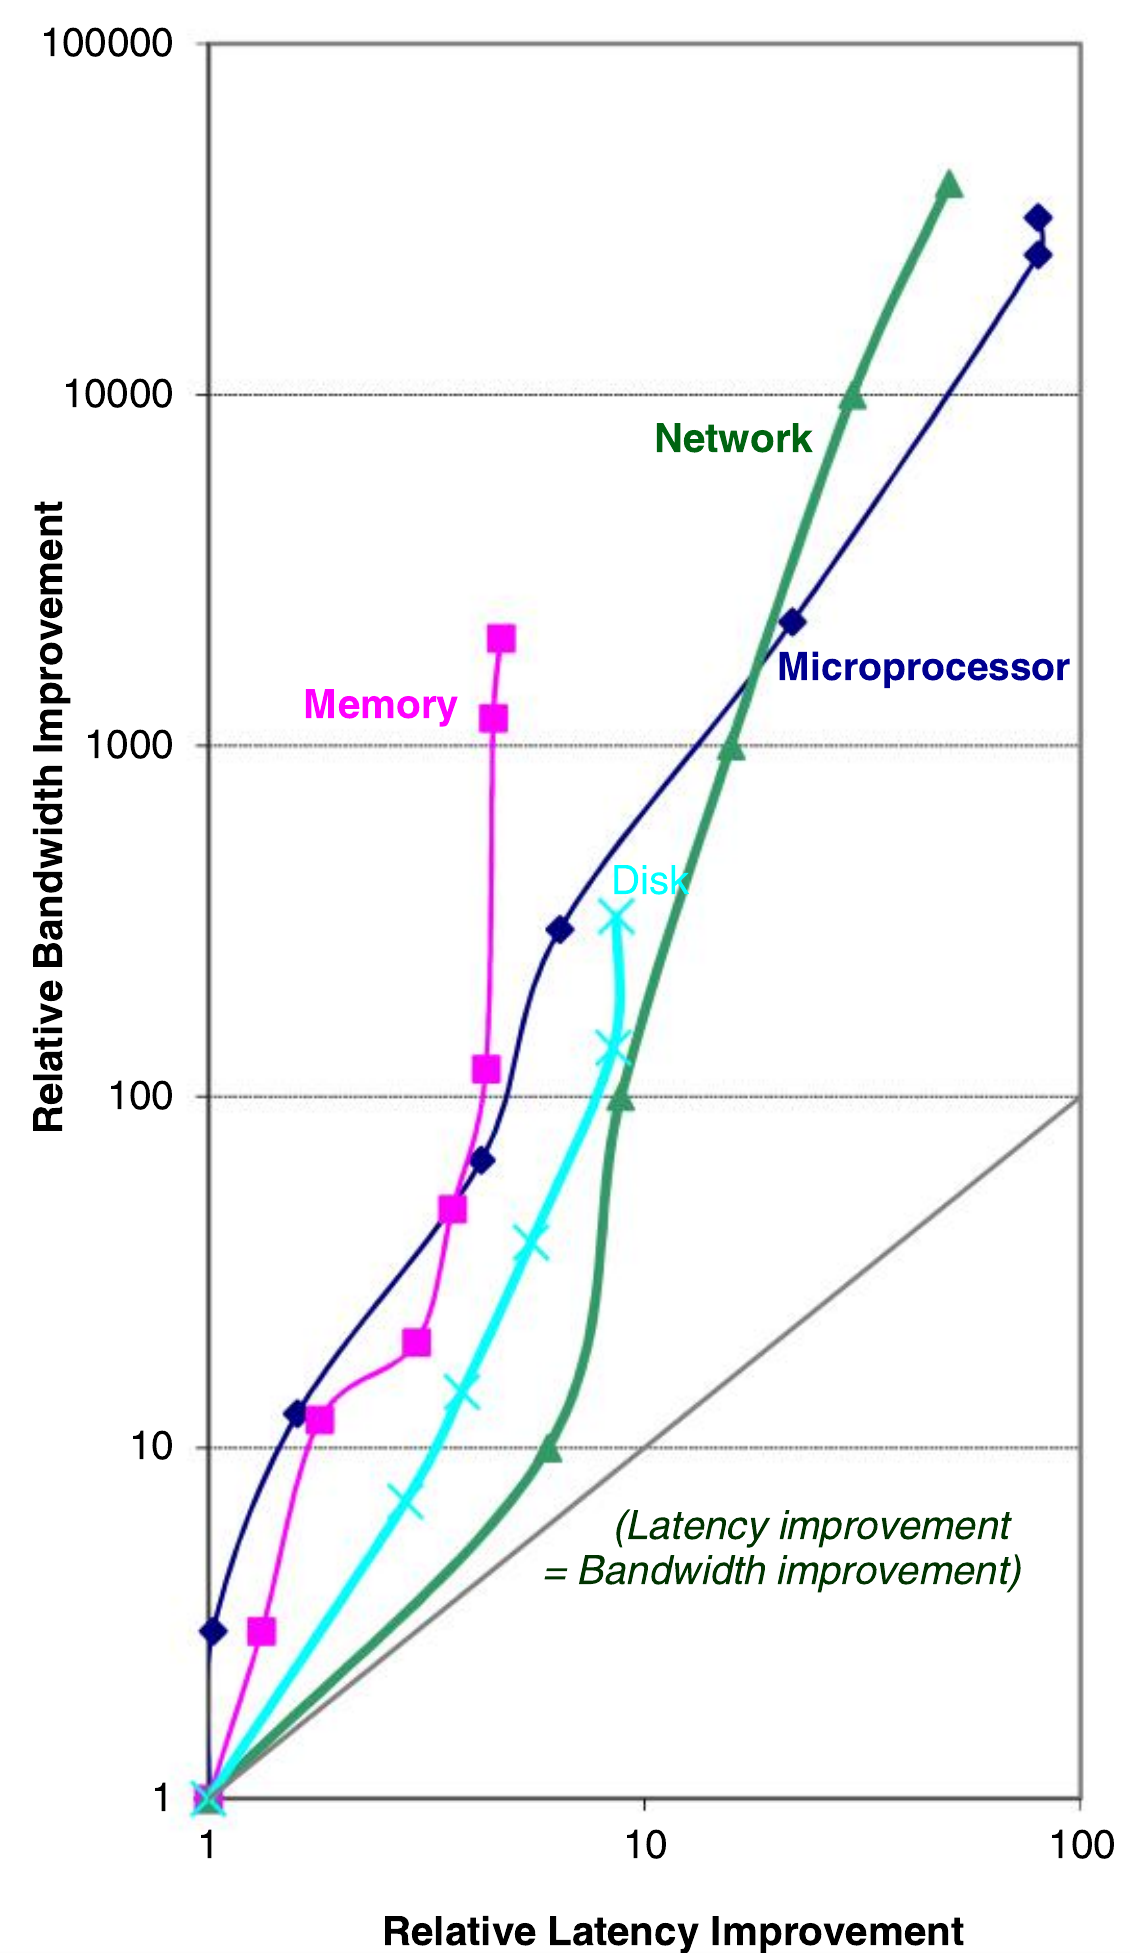 100000
10000
Network
Microprocessor
Memory
1000
Disk
100
10
(Latency improvement
= Bandwidth improvement)
1
1 10 100
Relative Bandwidth Improvement
Relative Latency Improvement